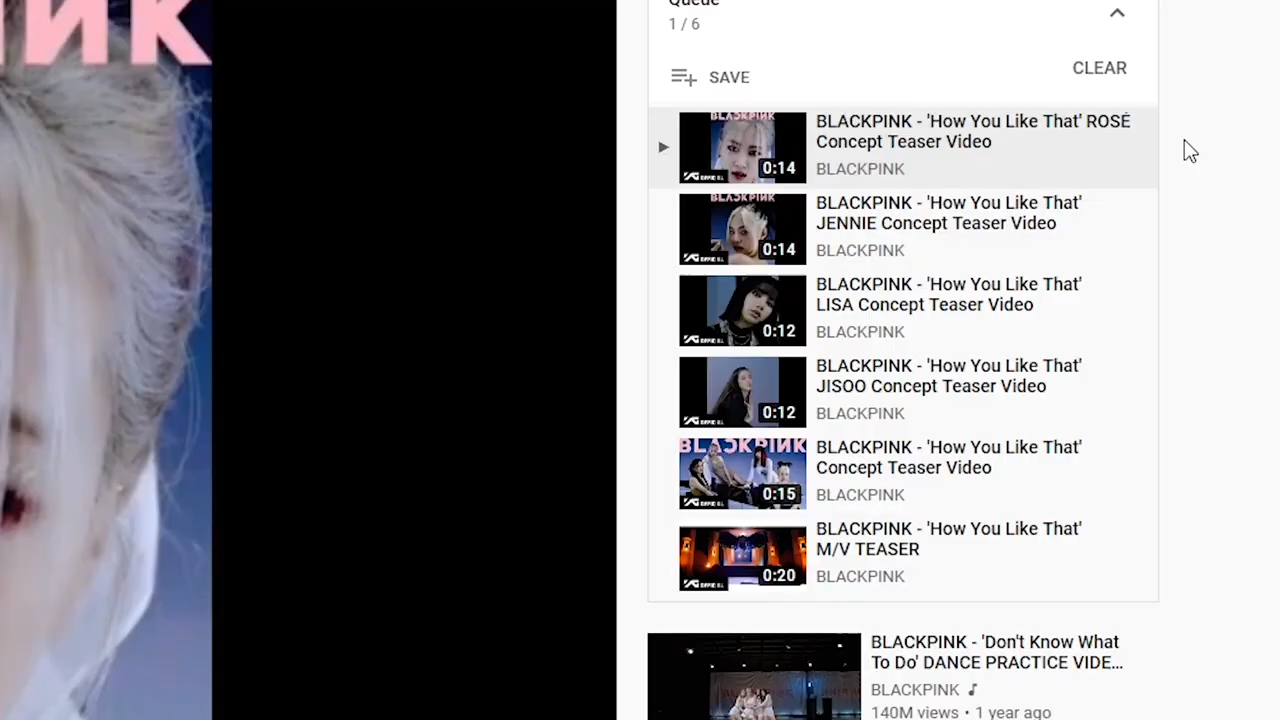 Queue
1 / 6
SAVE
CLEAR
BLACKPINK - 'How You Like That' ROSÉ
Concept Teaser Video
0:14
BLACKPINK
BLACKPINK - 'How You Like That'
JENNIE Concept Teaser Video
0:14
BLACKPINK
BLACKPINK - 'How You Like That'
LISA Concept Teaser Video
0:12
BLACKPINK
BLACKPINK - 'How You Like That'
JISOO Concept Teaser Video
0:12
BLACKPINK
BLACKPINK - 'How You Like That'
Concept Teaser Video
0:15
BLACKPINK
BLACKPINK - 'How You Like That'
M/V TEASER
0:20
BLACKPINK
BLACKPINK - 'Don't Know What
To Do' DANCE PRACTICE VIDE...
BLACKPINK
140M views • 1 year ago